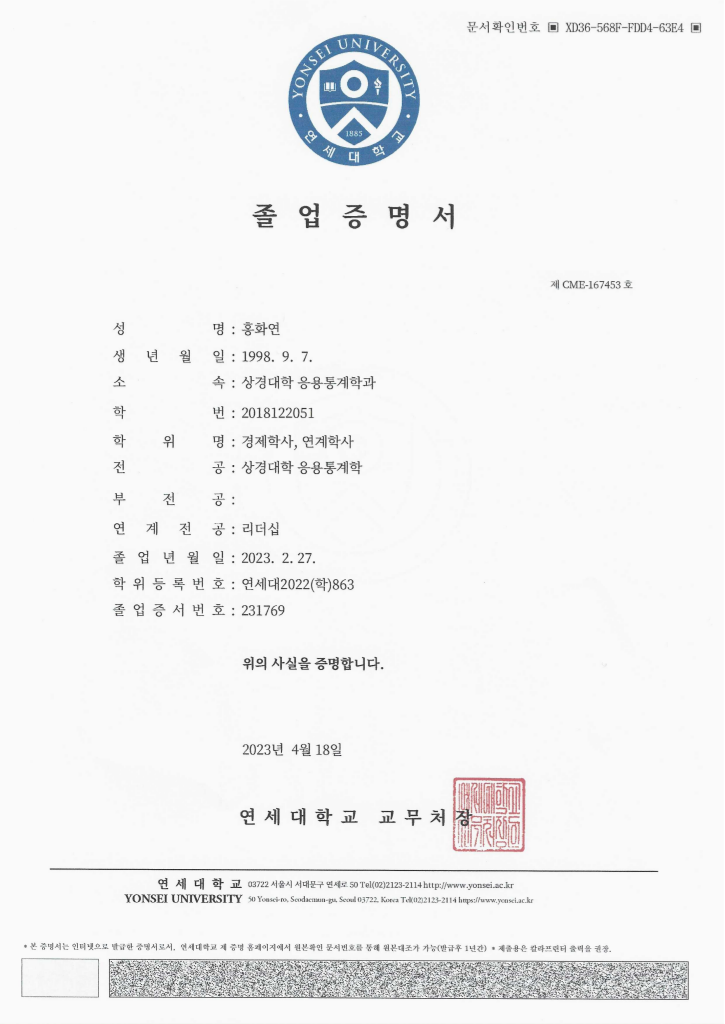 문서확인번호 ▣ XD36-568F-FDD4-63E4 ▣
YONSEI UNIVERSITY
1885
연세대학교
졸업증명서
제 CME-167453 호
성 명 : 홍화연
생 년 월 일 : 1998. 9. 7.
소 속 : 상경대학 응용통계학과
학 번 : 2018122051
학 위 명 : 경제학사, 연계학사
전 공 : 상경대학 응용통계학
부 전 공 :
연 계 전 공 : 리더십
졸 업 년 월 일 : 2023. 2. 27.
학 위 등 록 번 호 : 연세대2022(학)863
졸 업 증 서 번 호 : 231769
위의 사실을 증명합니다.
2023년 4월 18일
연 세 대 학 교 교 무 처 장
연 세 대 학 교 03722 서울시 서대문구 연세로 50 Tel(02)2123-2114 http://www.yonsei.ac.kr
YONSEI UNIVERSITY 50 Yonsei-ro, Seodaemun-gu, Seoul 03722, Korea Tel(02)2123-2114 https://www.yonsei.ac.kr
* 본 증명서는 인터넷으로 발급한 증명서로서, 연세대학교 제 증명 홈페이지에서 원본확인 문서번호를 통해 원본대조가 가능(발급후 1년간) * 제출용은 칼라프린터 출력을 권장.